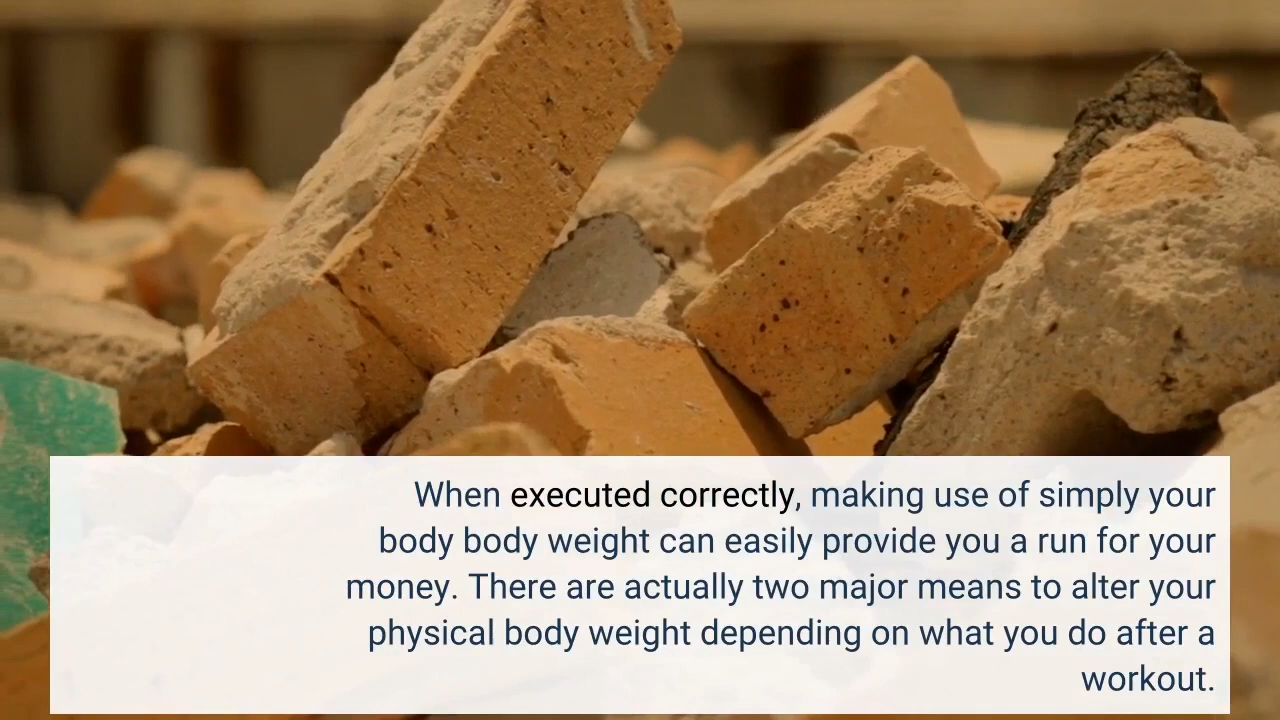 When executed correctly, making use of simply your
body body weight can easily provide you a run for your
money. There are actually two major means to alter your
physical body weight depending on what you do after a
workout.